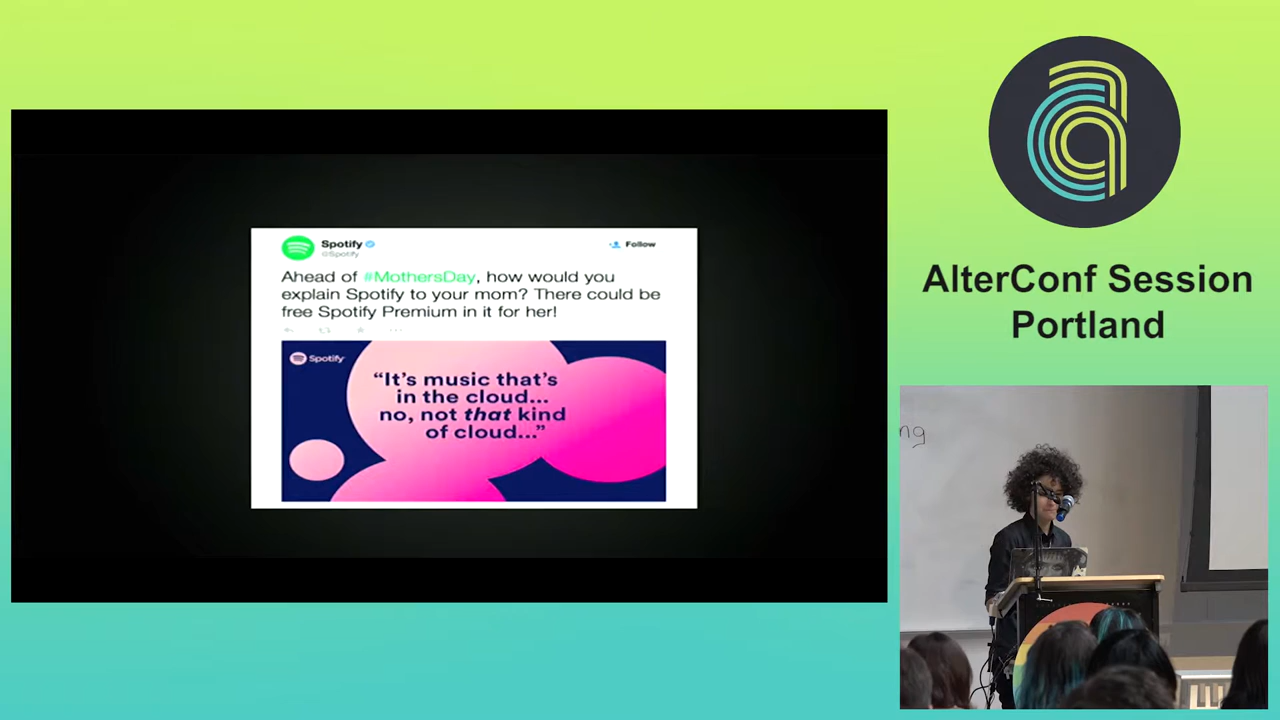 Spotify
@Spotify
Follow
Ahead of #MothersDay, how would you
explain Spotify to your mom? There could be
free Spotify Premium in it for her!
Spotify
“It’s music that’s
in the cloud...
no, not that kind
of cloud...”
AlterConf Session
Portland
ng